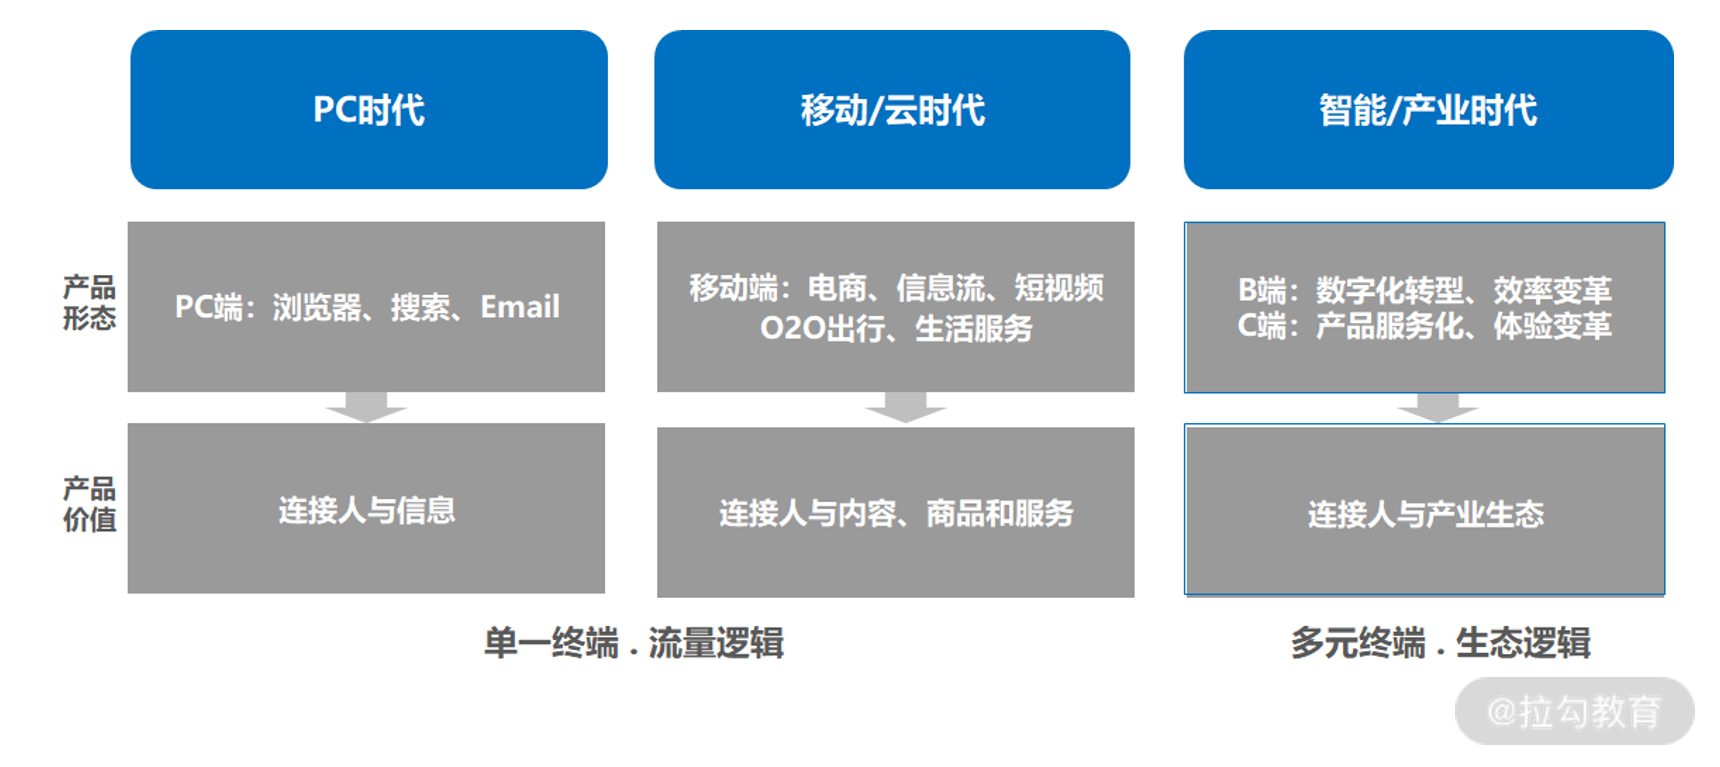 PC时代
移动/云时代
智能/产业时代
产品
形态
PC端：浏览器、搜索、Email
移动端：电商、信息流、短视频
O2O出行、生活服务
B端：数字化转型、效率变革
C端：产品服务化、体验变革
产品
价值
连接人与信息
连接人与内容、商品和服务
连接人与产业生态
单一终端 . 流量逻辑
多元终端 . 生态逻辑
@拉勾教育